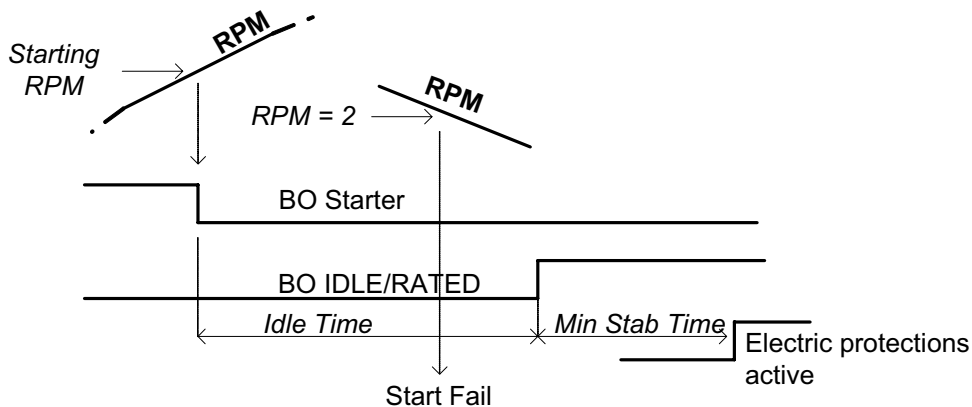 RPM
Starting
RPM
RPM
RPM = 2
BO Starter
BO IDLE/RATED
Idle Time
Min Stab Time
Electric protections
active
Start Fail